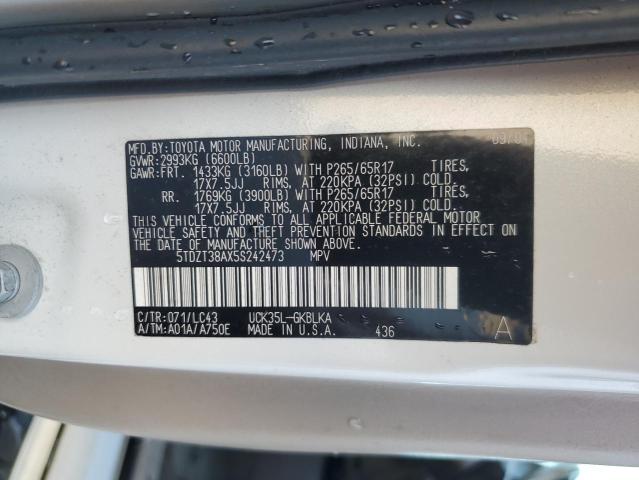 MFD.BY:TOYOTA MOTOR MANUFACTURING, INDIANA, INC.
GVWR:2993KG (6600LB)
GAWR:FRT. 1433KG (3160LB) WITH P265/65R17 TIRES,
17X7.5JJ RIMS, AT 220KPA (32PSI) COLD.
RR. 1769KG (3900LB) WITH P265/65R17 TIRES,
17X7.5JJ RIMS, AT 220KPA (32PSI) COLD.
THIS VEHICLE CONFORMS TO ALL APPLICABLE FEDERAL MOTOR
VEHICLE SAFETY STANDARDS IN EFFECT ON
THE DATE OF MANUFACTURE SHOWN ABOVE.
5TDZT38AX5S242473 MPV
C/TR:071/LC43 UCK35L-GKBLKA
A/TM:A01A/A750E MADE IN U.S.A. 436 A